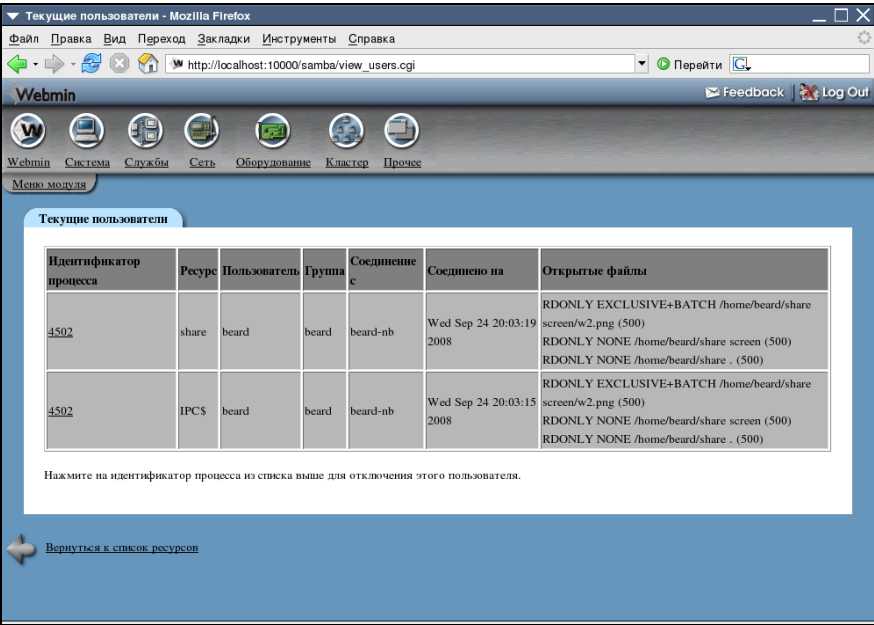 Текущие пользователи - Mozilla Firefox
Файл Правка Вид Переход Закладки Инструменты Справка
http://localhost:10000/samba/view_users.cgi Перейти G
Webmin Feedback Log Out
Webmin Система Службы Сеть Оборудование Кластер Прочее
Меню модуля
Текущие пользователи
Идентификатор процесса Ресурс Пользователь Группа Соединение с Соединено на Открытые файлы
4502 share beard beard beard-nb Wed Sep 24 20:03:19 2008
RDONLY EXCLUSIVE+BATCH /home/beard/share
screen/w2.png (500)
RDONLY NONE /home/beard/share screen (500)
RDONLY NONE /home/beard/share . (500)
4502 IPC$ beard beard beard-nb Wed Sep 24 20:03:15 2008
RDONLY EXCLUSIVE+BATCH /home/beard/share
screen/w2.png (500)
RDONLY NONE /home/beard/share screen (500)
RDONLY NONE /home/beard/share . (500)
Нажмите на идентификатор процесса из списка выше для отключения этого пользователя.
Вернуться к список ресурсов